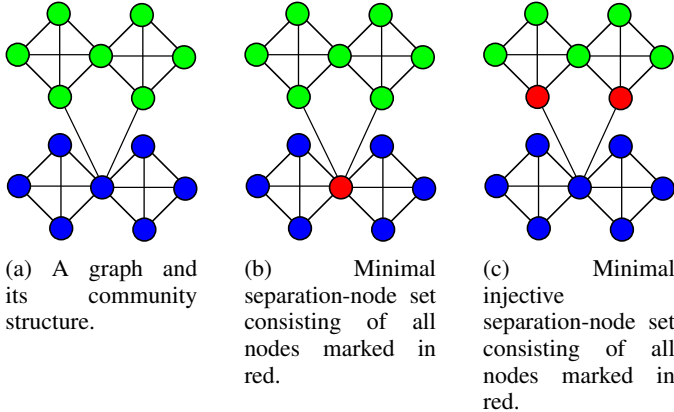 (a) A graph and
its community
structure.
(b) Minimal
separation-node set
consisting of all
nodes marked in
red.
(c) Minimal
injective
separation-node set
consisting of all
nodes marked in
red.